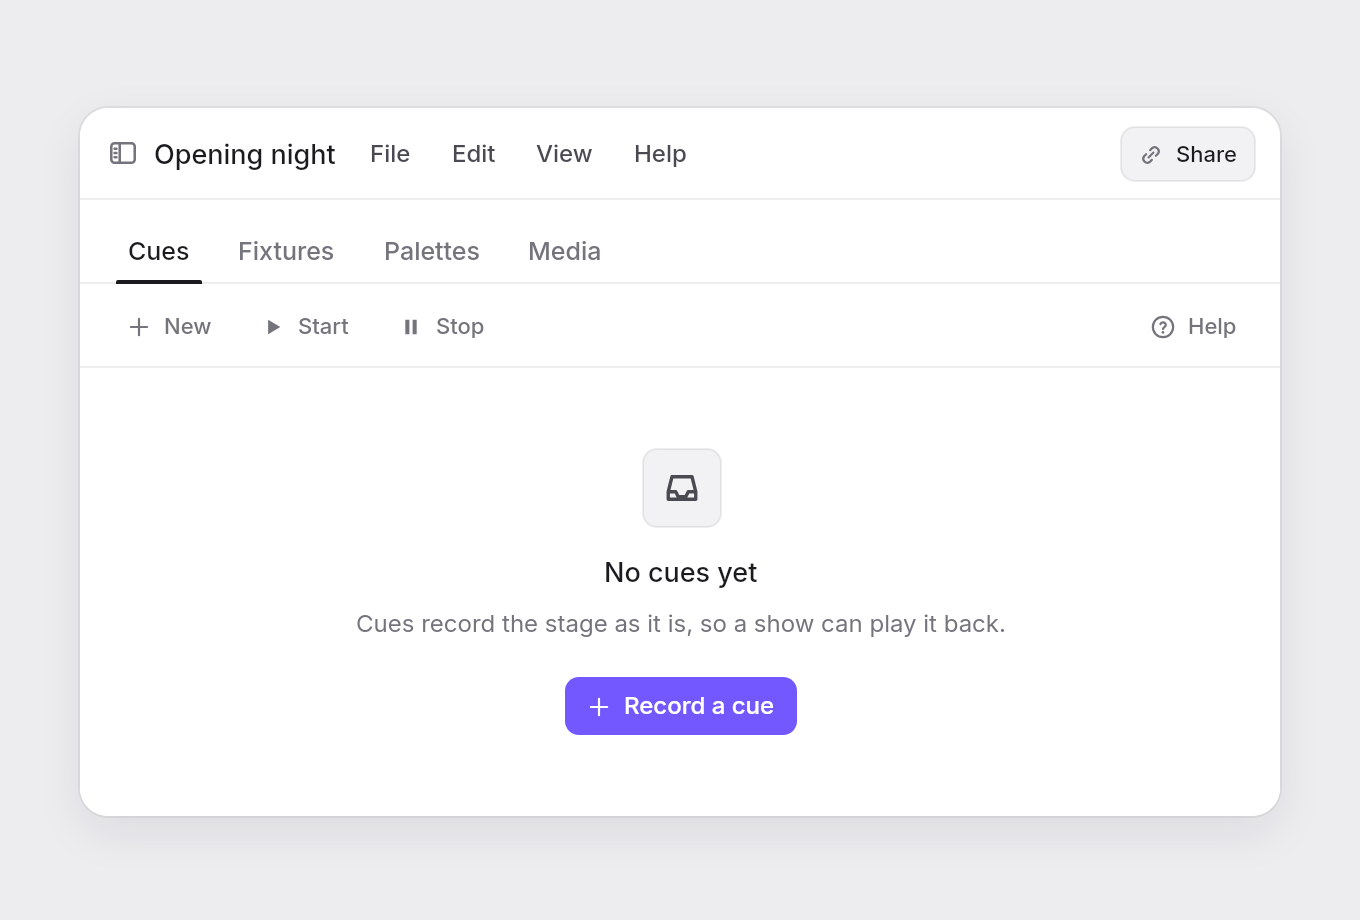 Opening night File Edit View Help Share
Cues Fixtures Palettes Media
New Start Stop Help
No cues yet
Cues record the stage as it is, so a show can play it back.
Record a cue